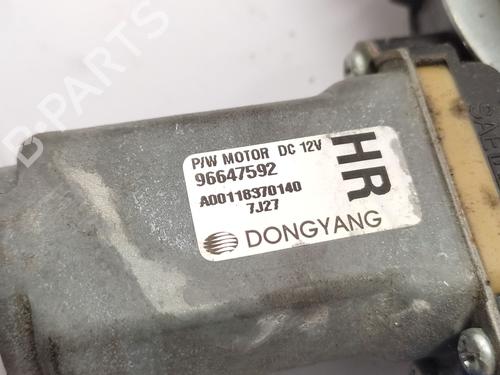 B-PARTS
P/W MOTOR DC 12V
96647592
A00118370140
7J27
HR
DONGYANG